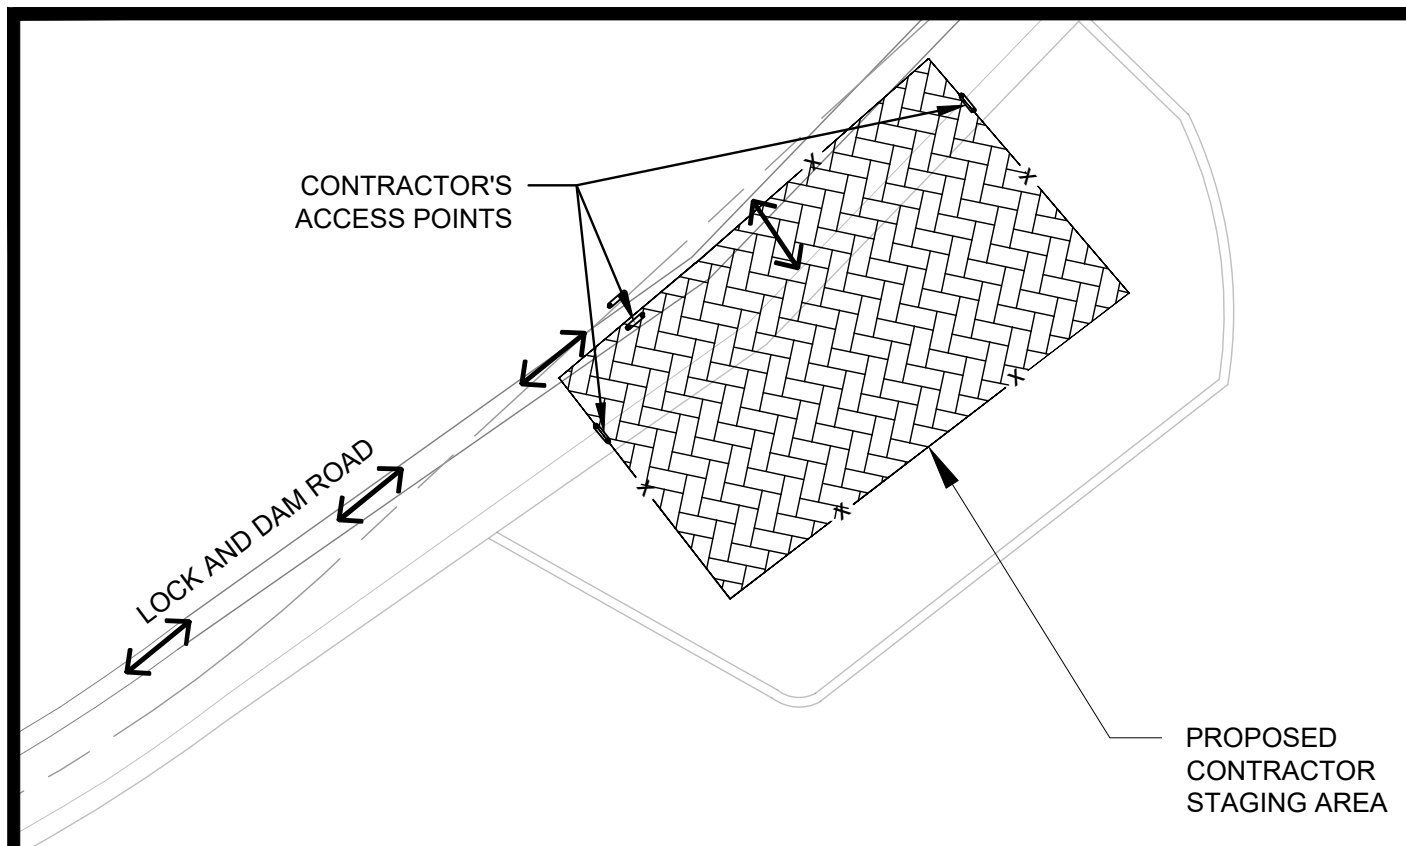 CONTRACTOR'S
ACCESS POINTS
LOCK AND DAM ROAD
PROPOSED
CONTRACTOR
STAGING AREA